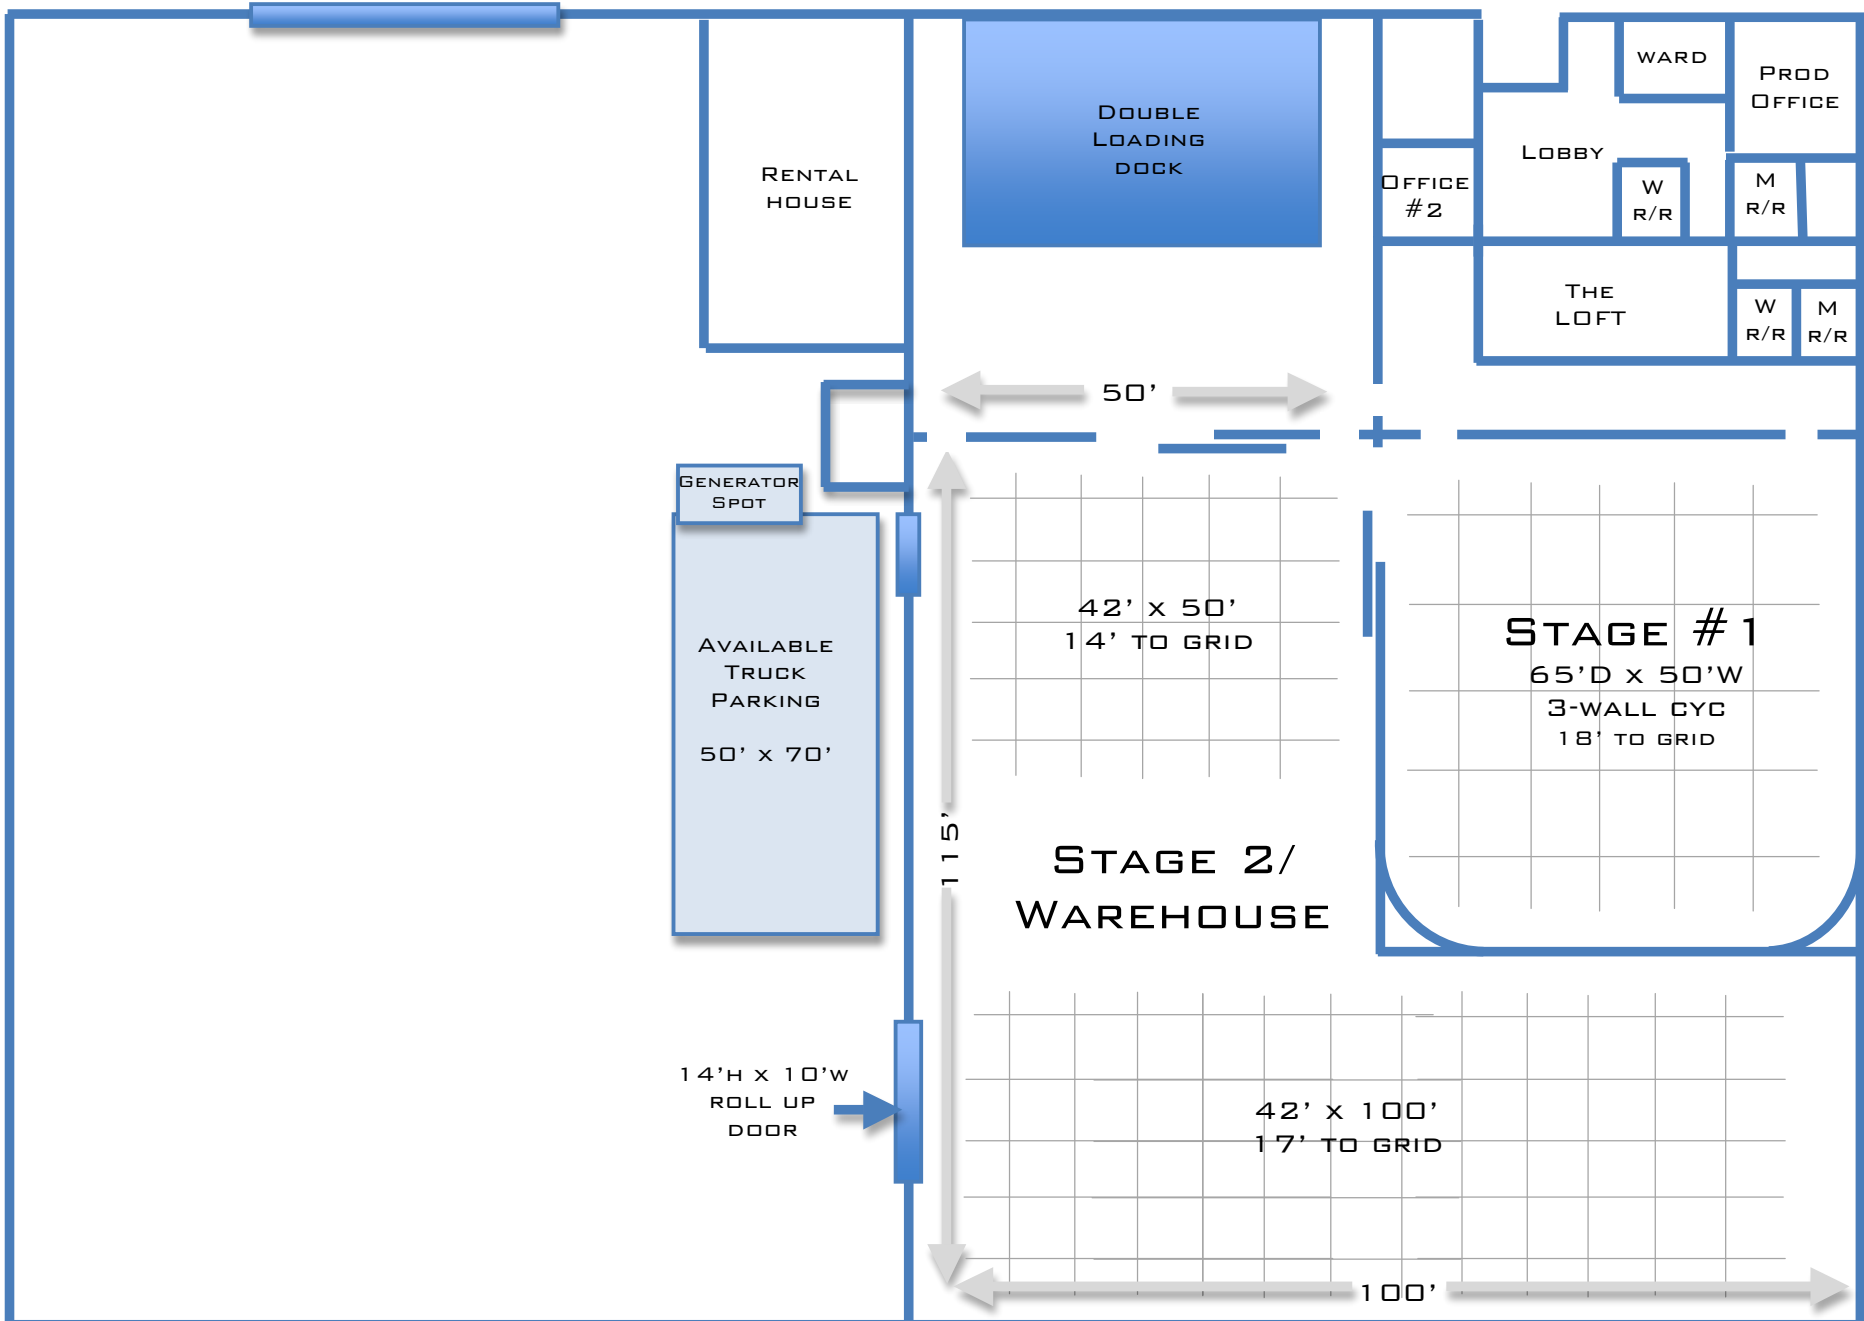 WARD
PROD
OFFICE
DOUBLE
LOADING
DOCK
LOBBY
RENTAL
HOUSE
OFFICE
#2
W
R/R
M
R/R
THE
LOFT
W
R/R
M
R/R
50'
GENERATOR
SPOT
42' X 50'
14' TO GRID
STAGE #1
65'D X 50'W
3-WALL CYC
18' TO GRID
AVAILABLE
TRUCK
PARKING
50' X 70'
115'
STAGE 2/
WAREHOUSE
14'H X 10'W
ROLL UP
DOOR
42' X 100'
17' TO GRID
100'